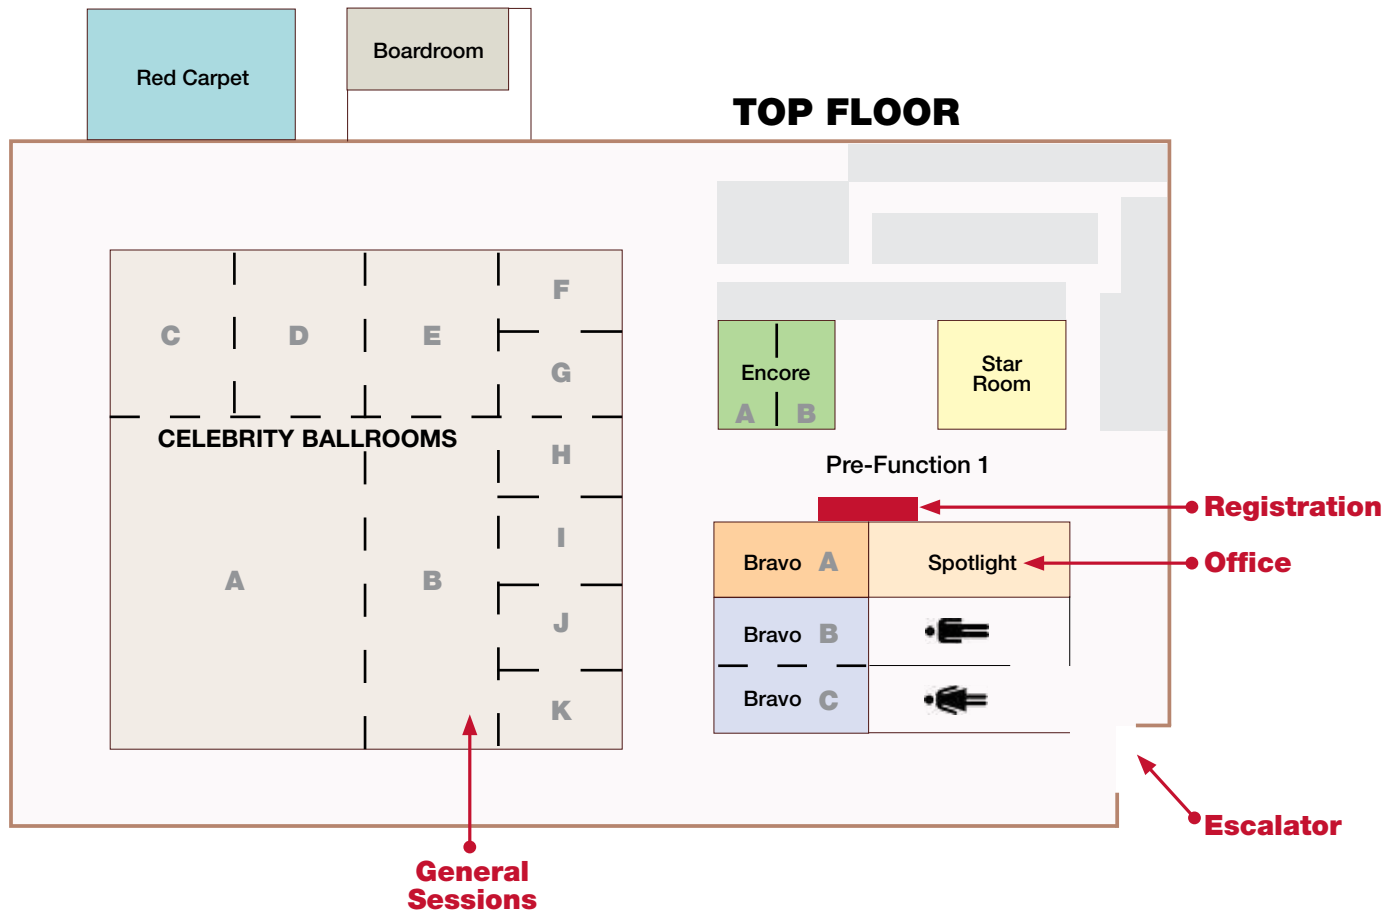 Red Carpet
Boardroom
TOP FLOOR
C
D
E
F
G
CELEBRITY BALLROOMS
H
I
A
B
J
K
Encore
A
B
Star
Room
Pre-Function 1
Registration
Bravo A
Spotlight
Office
Bravo B
Bravo C
Escalator
General
Sessions